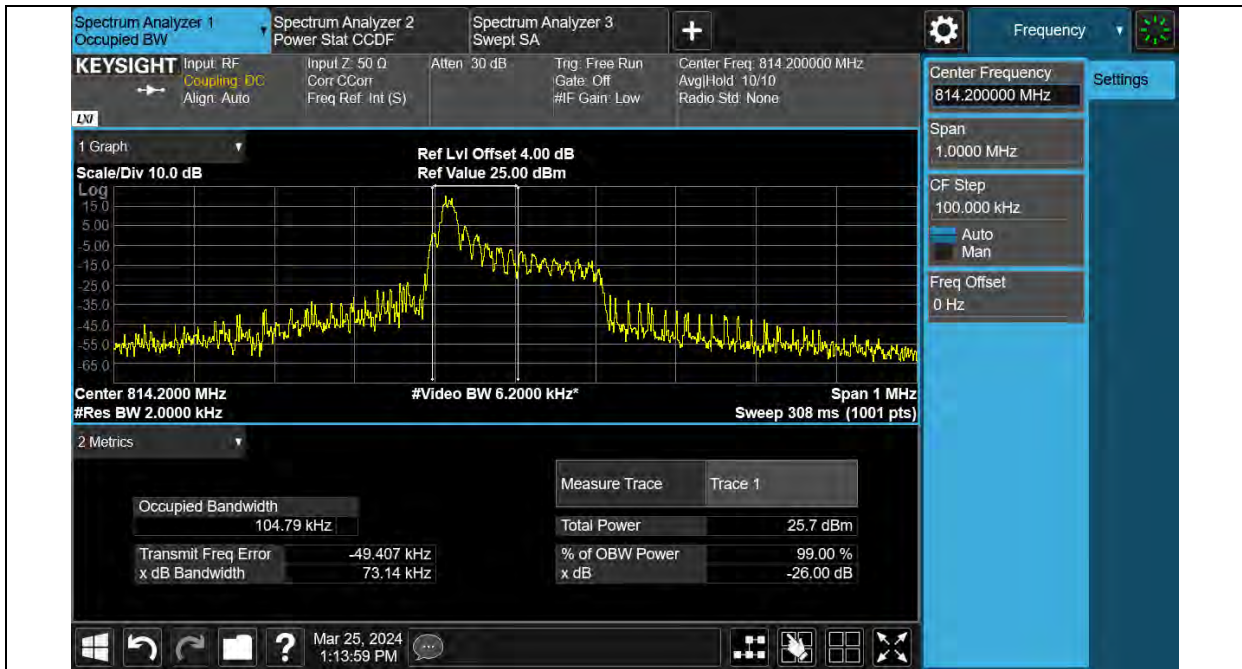 Spectrum Analyzer 1
Occupied BW
Spectrum Analyzer 2
Power Stat CCDF
Spectrum Analyzer 3
Swept SA
+
Frequency
KEYSIGHT
LXI
Input: RF
Coupling: DC
Align: Auto
Input Z: 50 Ω
Corr CCorr
Freq Ref: Int (S)
Atten: 30 dB
Trig: Free Run
Gate: Off
#IF Gain: Low
Center Freq: 814.200000 MHz
Avg|Hold: 10/10
Radio Std: None
Center Frequency
814.200000 MHz
Settings
Span
1.0000 MHz
CF Step
100.000 kHz
Auto
Man
Freq Offset
0 Hz
1 Graph
Scale/Div 10.0 dB
Ref Lvl Offset 4.00 dB
Ref Value 25.00 dBm
Log
15.0
5.00
-5.00
-15.0
-25.0
-35.0
-45.0
-55.0
-65.0
Center 814.2000 MHz
#Video BW 6.2000 kHz*
Span 1 MHz
#Res BW 2.0000 kHz
Sweep 308 ms (1001 pts)
2 Metrics
Measure Trace
Trace 1
Occupied Bandwidth
104.79 kHz
Total Power
25.7 dBm
Transmit Freq Error
-49.407 kHz
% of OBW Power
99.00 %
x dB Bandwidth
73.14 kHz
x dB
-26.00 dB
?
Mar 25, 2024
1:13:59 PM